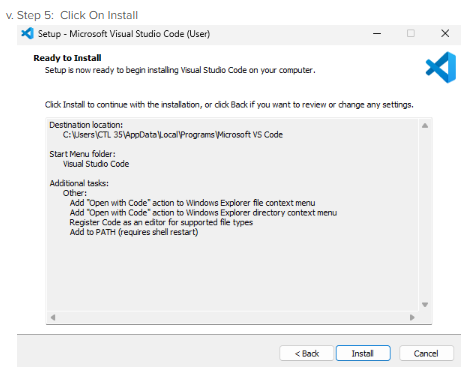 v. Step 5: Click On Install
Setup - Microsoft Visual Studio Code (User)
Ready to Install
Setup is now ready to begin installing Visual Studio Code on your computer.
Click Install to continue with the installation, or click Back if you want to review or change any settings.
Destination location:
C:\Users\CTL 35\AppData\Local\Programs\Microsoft VS Code
Start Menu folder:
Visual Studio Code
Additional tasks:
Other:
Add "Open with Code" action to Windows Explorer file context menu
Add "Open with Code" action to Windows Explorer directory context menu
Register Code as an editor for supported file types
Add to PATH (requires shell restart)
< Back Install Cancel